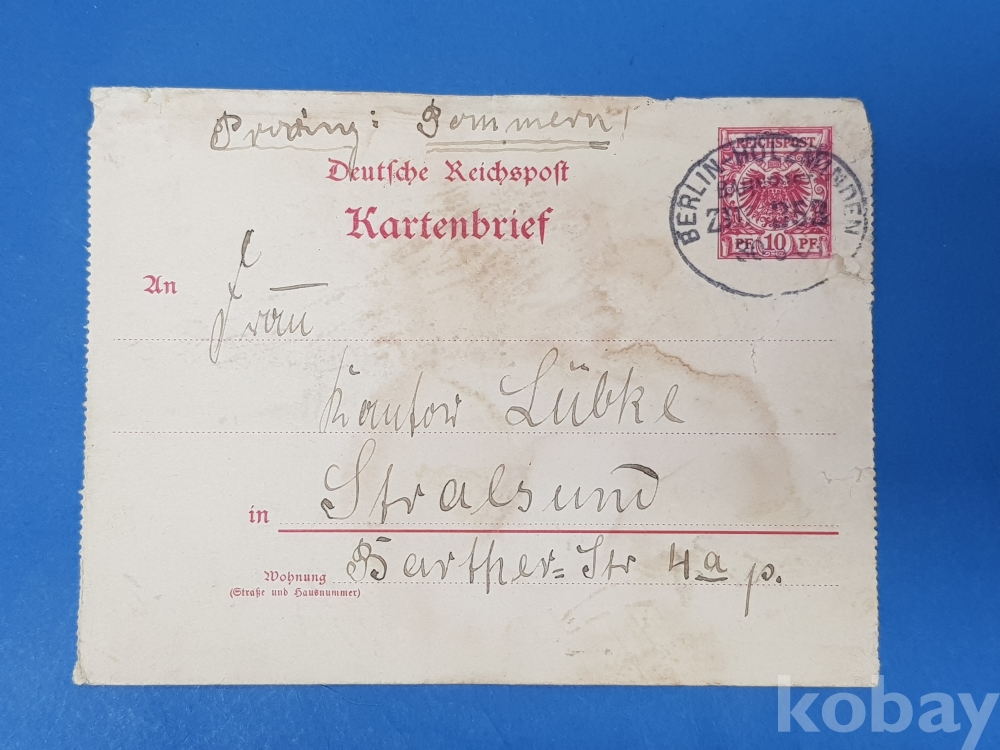 Provinz: Pommern!
Deutsche Reichspost
Kartenbrief
REICHSPOST
PF. 10 PF.
BERLIN
An
Frau
Kantor Lübke
in Stralsund
Wohnung Barther-Str 4a p.
(Straße und Hausnummer)
kobay